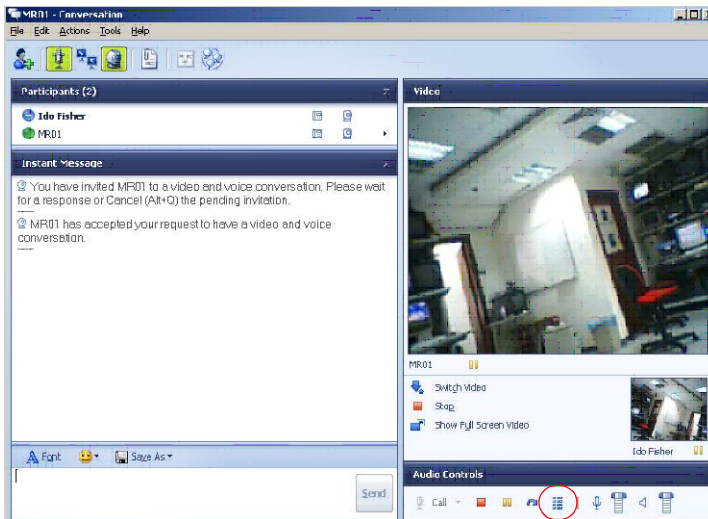 MR01 - Conversation
File Edit Actions Tools Help
Participants (2)
Ido Fisher
MR01
Instant Message
You have invited MR01 to a video and voice conversation. Please wait
for a response or Cancel (Alt+Q) the pending invitation.
MR01 has accepted your request to have a video and voice
conversation.
A Font
Save As
Send
Video
MR01
Switch Video
Stop
Show Full Screen Video
Ido Fisher
Audio Controls
Call